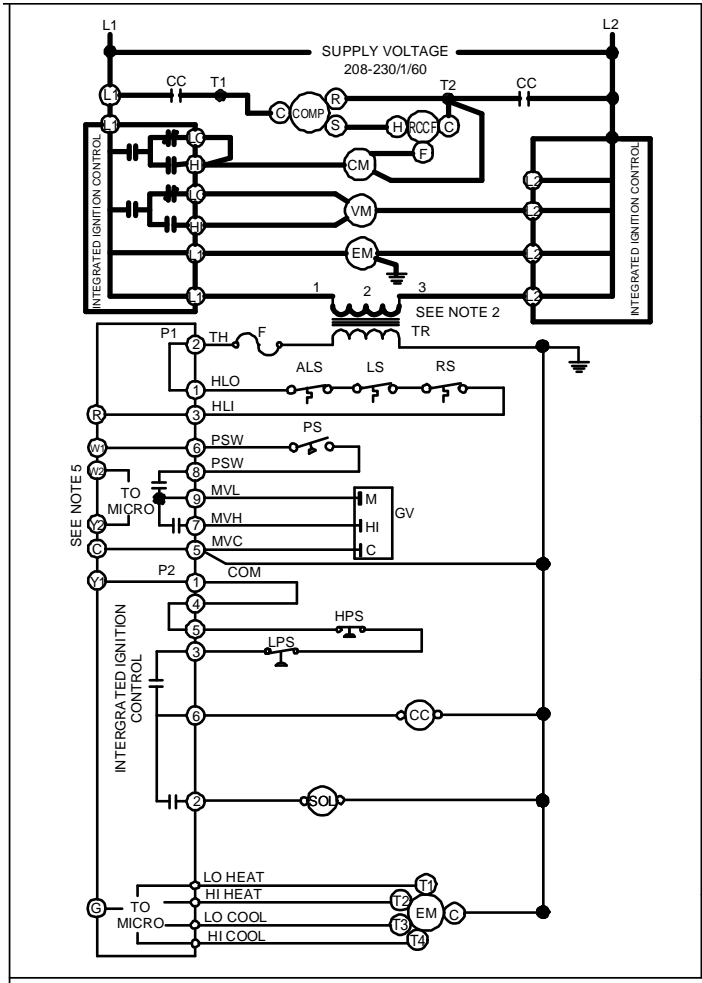 L1 L2
SUPPLY VOLTAGE
208-230/1/60
CC T1 T2 CC
L1 C COMP R
S H RCCF C
F
L1 LO
HI CM
LO
HI VM L2
L2
L1 EM L2
L1 1 2 3 L2
INTEGRATED IGNITION CONTROL
INTEGRATED IGNITION CONTROL
SEE NOTE 2
TR
P1 2 TH F
1 HLO ALS LS RS
R 3 HLI
W1 6 PSW PS
W2 8 PSW
TO
MICRO
9 MVL M
GV
Y2 7 MVH HI
C 5 MVC C
SEE NOTE 5
Y1 P2 1 COM
4
5 HPS
3 LPS
INTERGRATED IGNITION
CONTROL
6 CC
2 SOL
LO HEAT T1
HI HEAT T2
G TO
MICRO
EM C
LO COOL T3
HI COOL T4